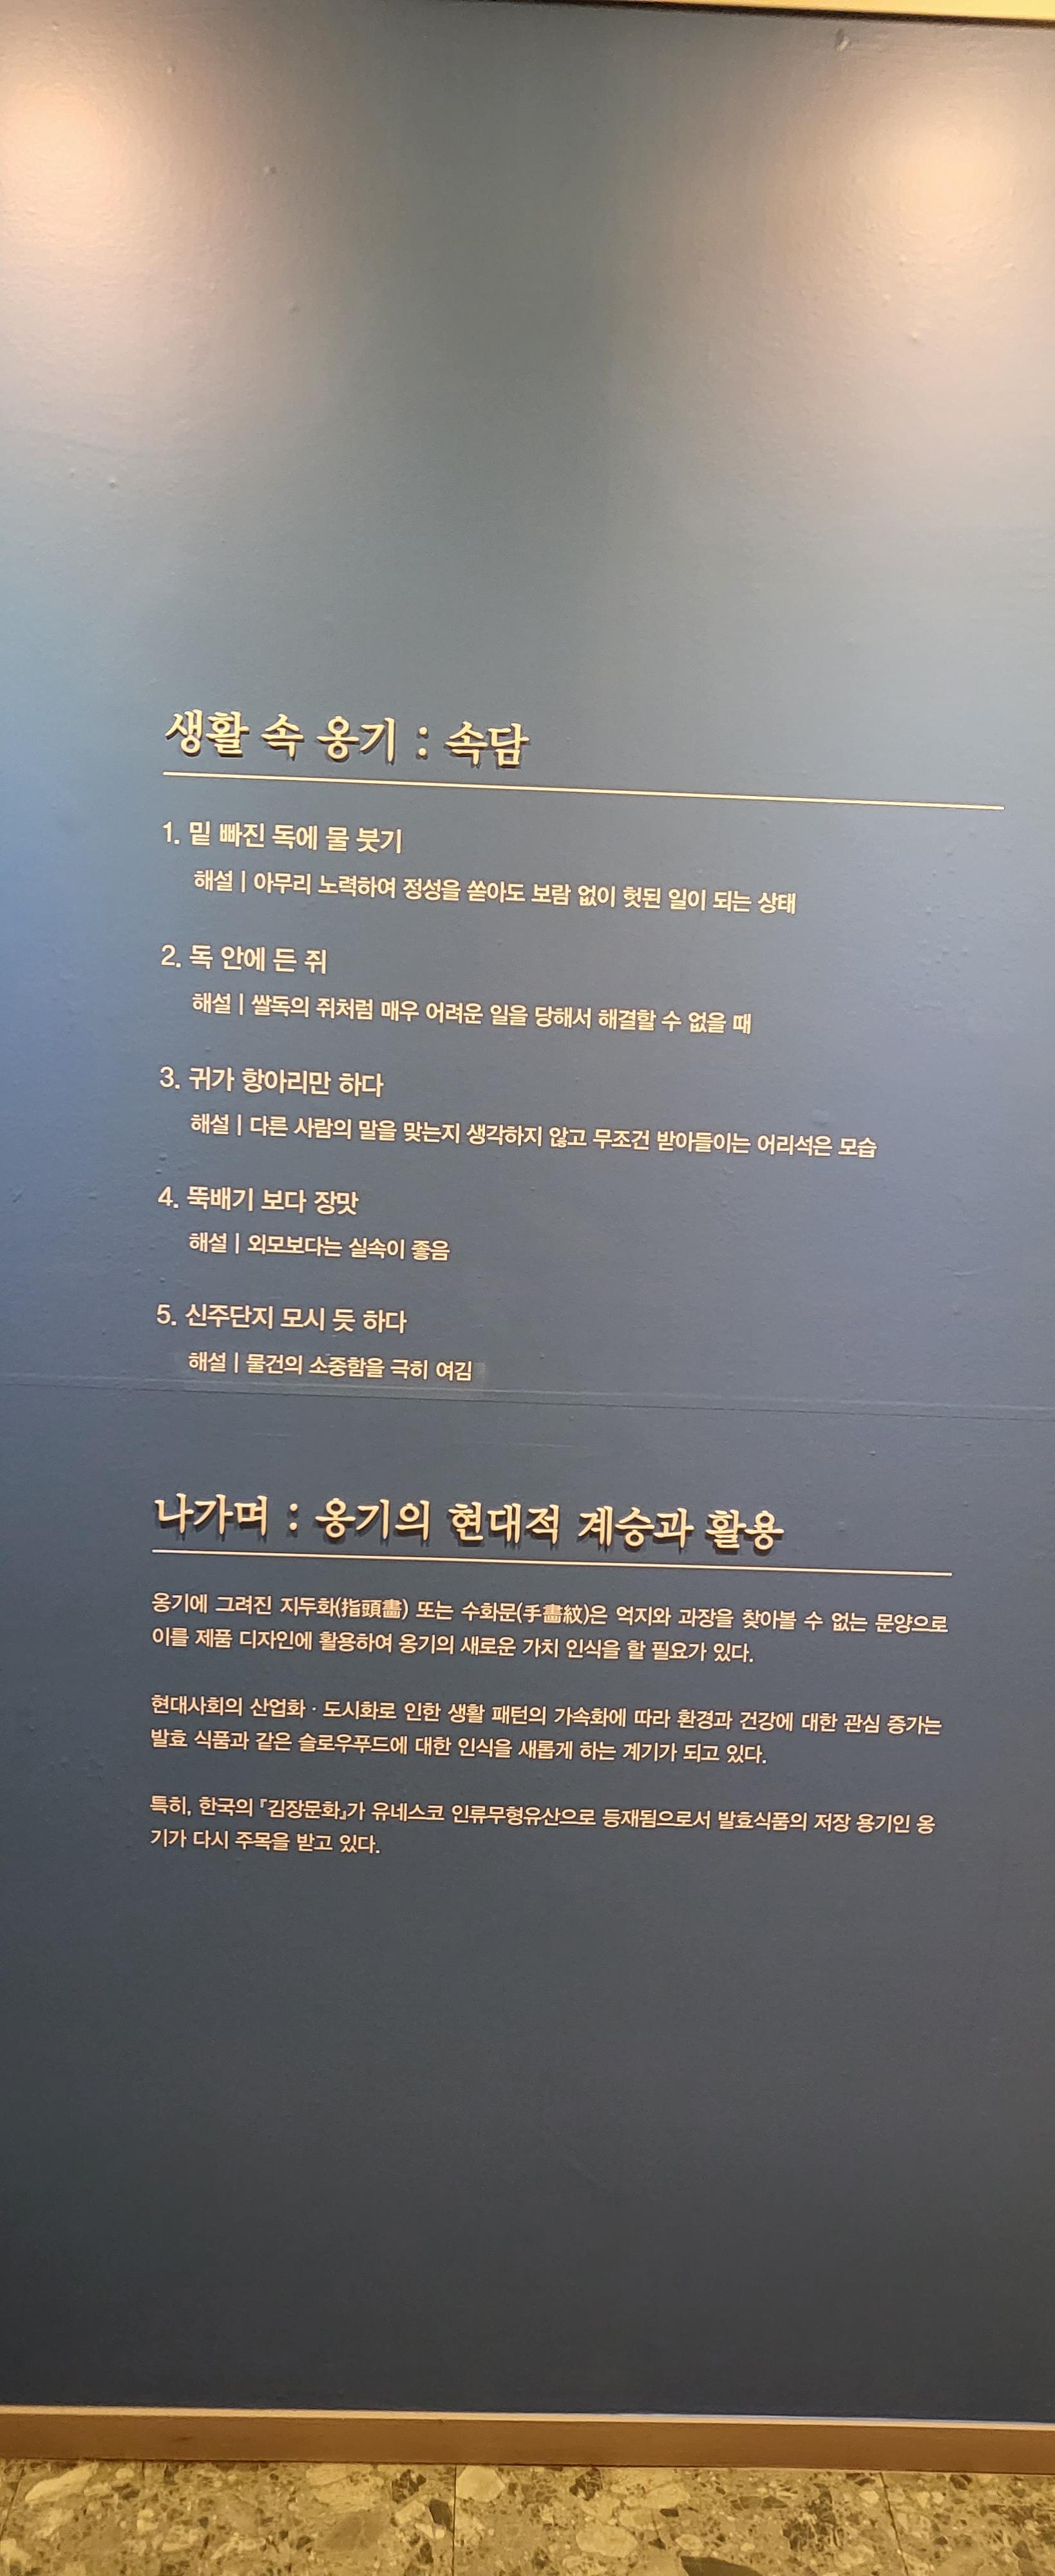 생활 속 옹기 : 속담
1. 밑 빠진 독에 물 붓기
해설 | 아무리 노력하여 정성을 쏟아도 보람 없이 헛된 일이 되는 상태
2. 독 안에 든 쥐
해설 | 쌀독의 쥐처럼 매우 어려운 일을 당해서 해결할 수 없을 때
3. 귀가 항아리만 하다
해설 | 다른 사람의 말을 맞는지 생각하지 않고 무조건 받아들이는 어리석은 모습
4. 뚝배기 보다 장맛
해설 | 외모보다는 실속이 좋음
5. 신주단지 모시 듯 하다
해설 | 물건의 소중함을 극히 여김
나가며 : 옹기의 현대적 계승과 활용
옹기에 그려진 지두화(指頭畵) 또는 수화문(手畵紋)은 억지와 과장을 찾아볼 수 없는 문양으로
이를 제품 디자인에 활용하여 옹기의 새로운 가치 인식을 할 필요가 있다.
현대사회의 산업화 · 도시화로 인한 생활 패턴의 가속화에 따라 환경과 건강에 대한 관심 증가는
발효 식품과 같은 슬로우푸드에 대한 인식을 새롭게 하는 계기가 되고 있다.
특히, 한국의 『김장문화』가 유네스코 인류무형유산으로 등재됨으로서 발효식품의 저장 용기인 옹
기가 다시 주목을 받고 있다.